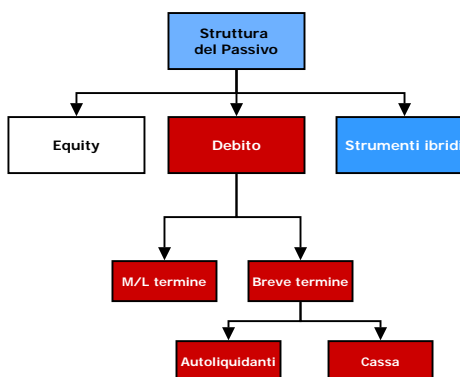 Struttura
del Passivo
Equity
Debito
Strumenti ibridi
M/L termine
Breve termine
Autoliquidanti
Cassa